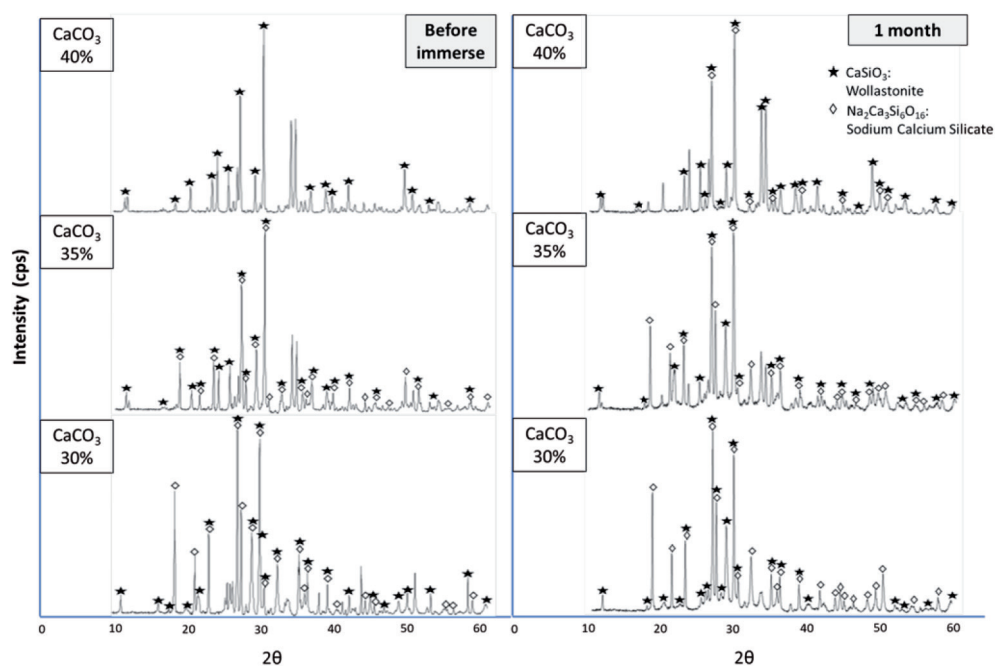 CaCO3
40%
Before
immerse
CaCO3
35%
CaCO3
30%
Intensity (cps)
0 10 20 30 40 50 60
2θ
CaCO3
40%
1 month
CaSiO3:
Wollastonite
Na2Ca3Si6O16:
Sodium Calcium Silicate
CaCO3
35%
CaCO3
30%
0 10 20 30 40 50 60
2θ